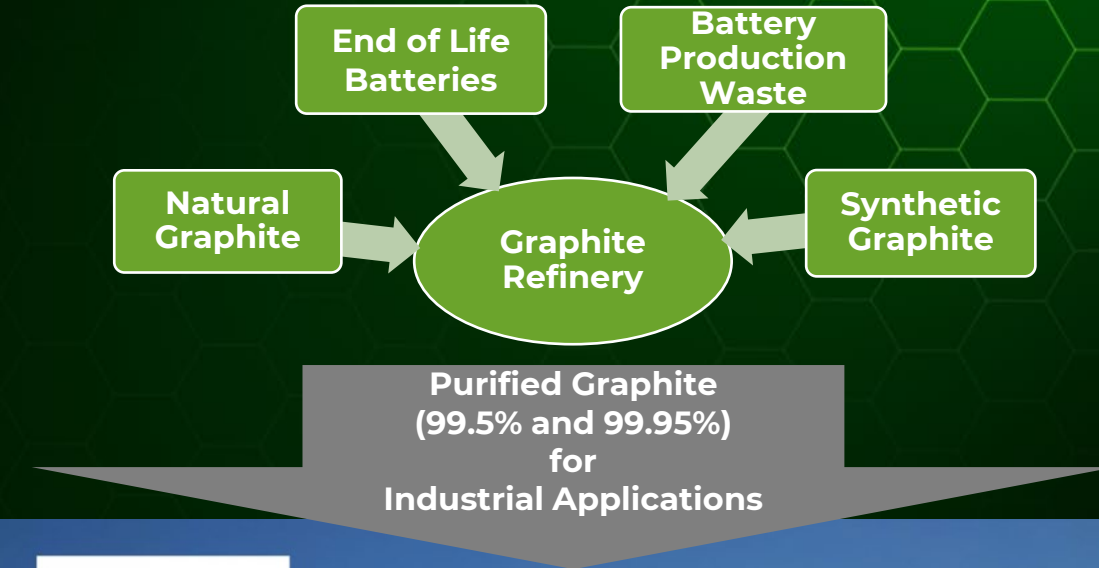 End of Life
Batteries
Battery
Production
Waste
Natural
Graphite
Synthetic
Graphite
Graphite
Refinery
Purified Graphite
(99.5% and 99.95%)
for
Industrial Applications